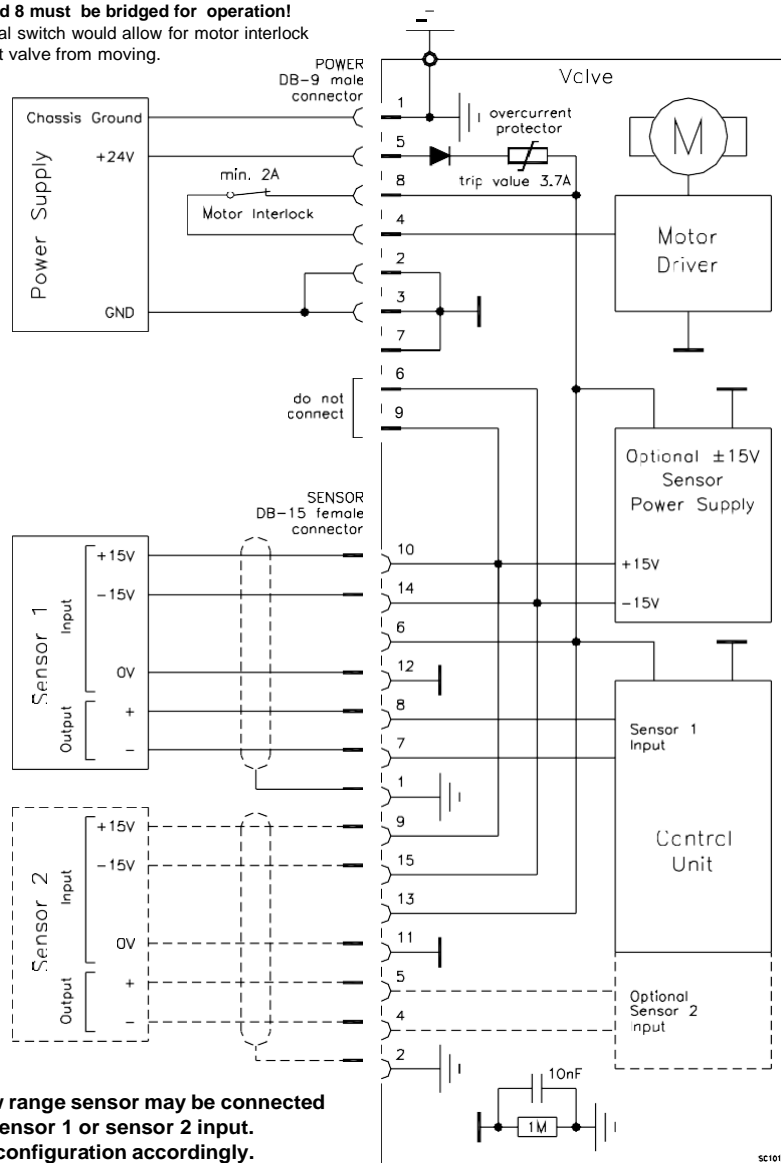 d 8 must be bridged for operation!
al switch would allow for motor interlock
t valve from moving.
POWER
DB-9 male
connector
Valve
Chassis Ground
1
overcurrent
protector
M
+24V
5
trip value 3.7A
min. 2A
8
Motor Interlock
4
Motor
Driver
Power Supply
2
GND
3
7
6
do not
connect
9
Optional ±15V
Sensor
Power Supply
SENSOR
DB-15 female
connector
+15V
10
+15V
-15V
14
-15V
Input
Sensor 1
6
0V
12
+
8
Sensor 1
Input
Output
-
7
1
+15V
9
Control
Unit
-15V
15
Input
Sensor 2
13
0V
11
+
5
Optional
Sensor 2
Input
Output
-
4
2
10nF
1M
range sensor may be connected
ensor 1 or sensor 2 input.
configuration accordingly.
SC101